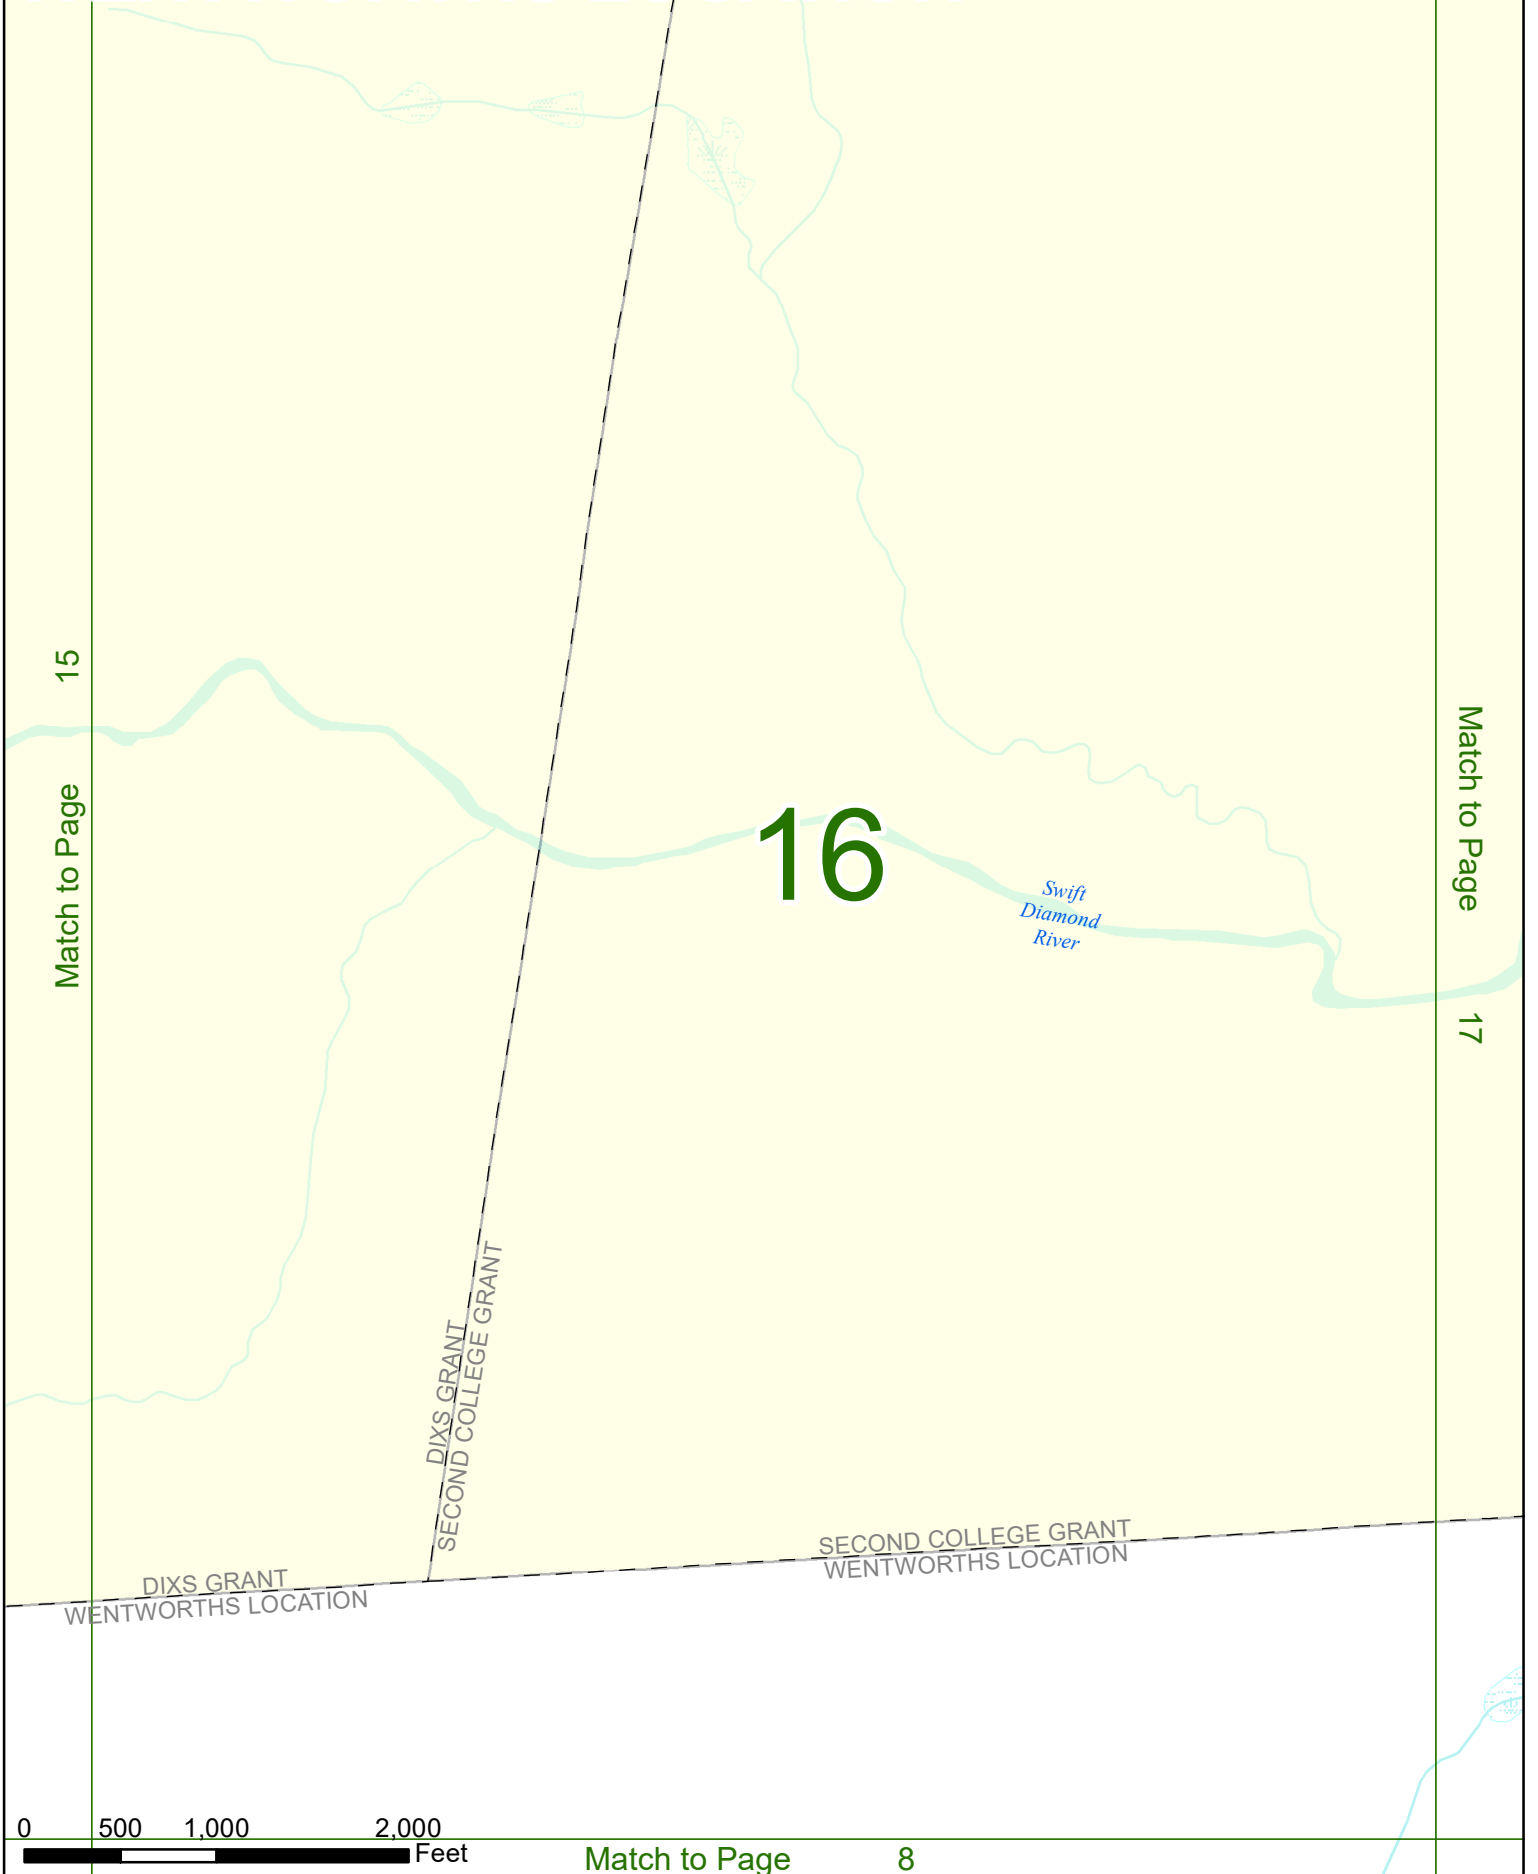 15
Match to Page
16
Match to Page
17
Swift
Diamond
River
DIXS GRANT
SECOND COLLEGE GRANT
SECOND COLLEGE GRANT
WENTWORTHS LOCATION
DIXS GRANT
WENTWORTHS LOCATION
0 500 1,000 2,000
Feet
Match to Page 8